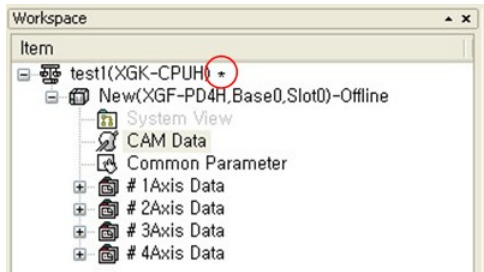 Workspace
Item
test1(XGK-CPUH) *
New(XGF-PD4H,Base0,Slot0)-Offline
System View
CAM Data
Common Parameter
# 1Axis Data
# 2Axis Data
# 3Axis Data
# 4Axis Data